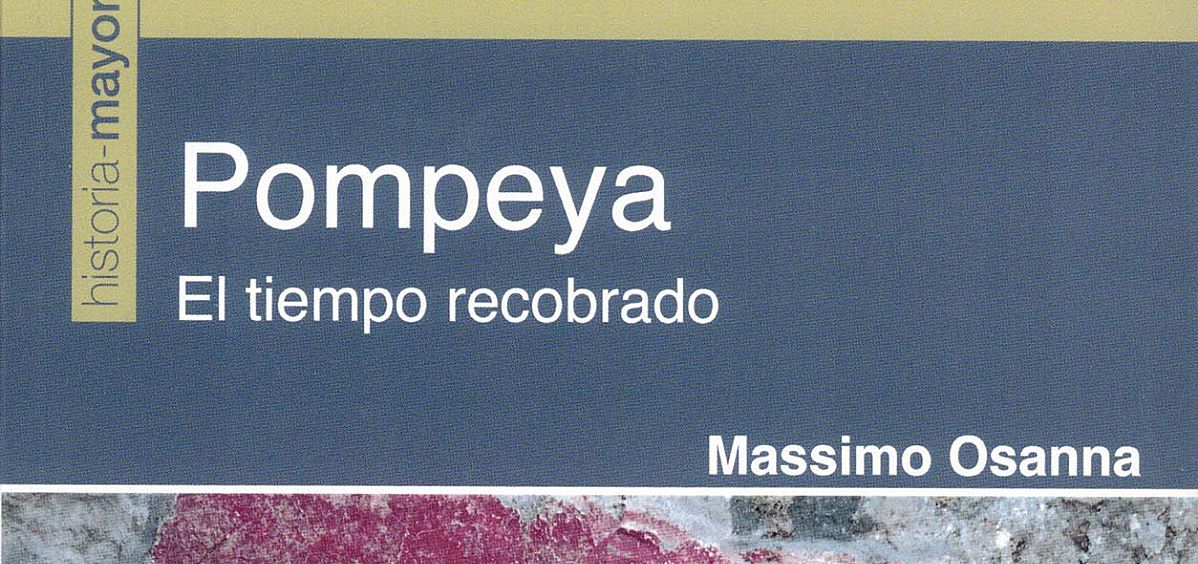 historia-mayor
Pompeya
El tiempo recobrado
Massimo Osanna